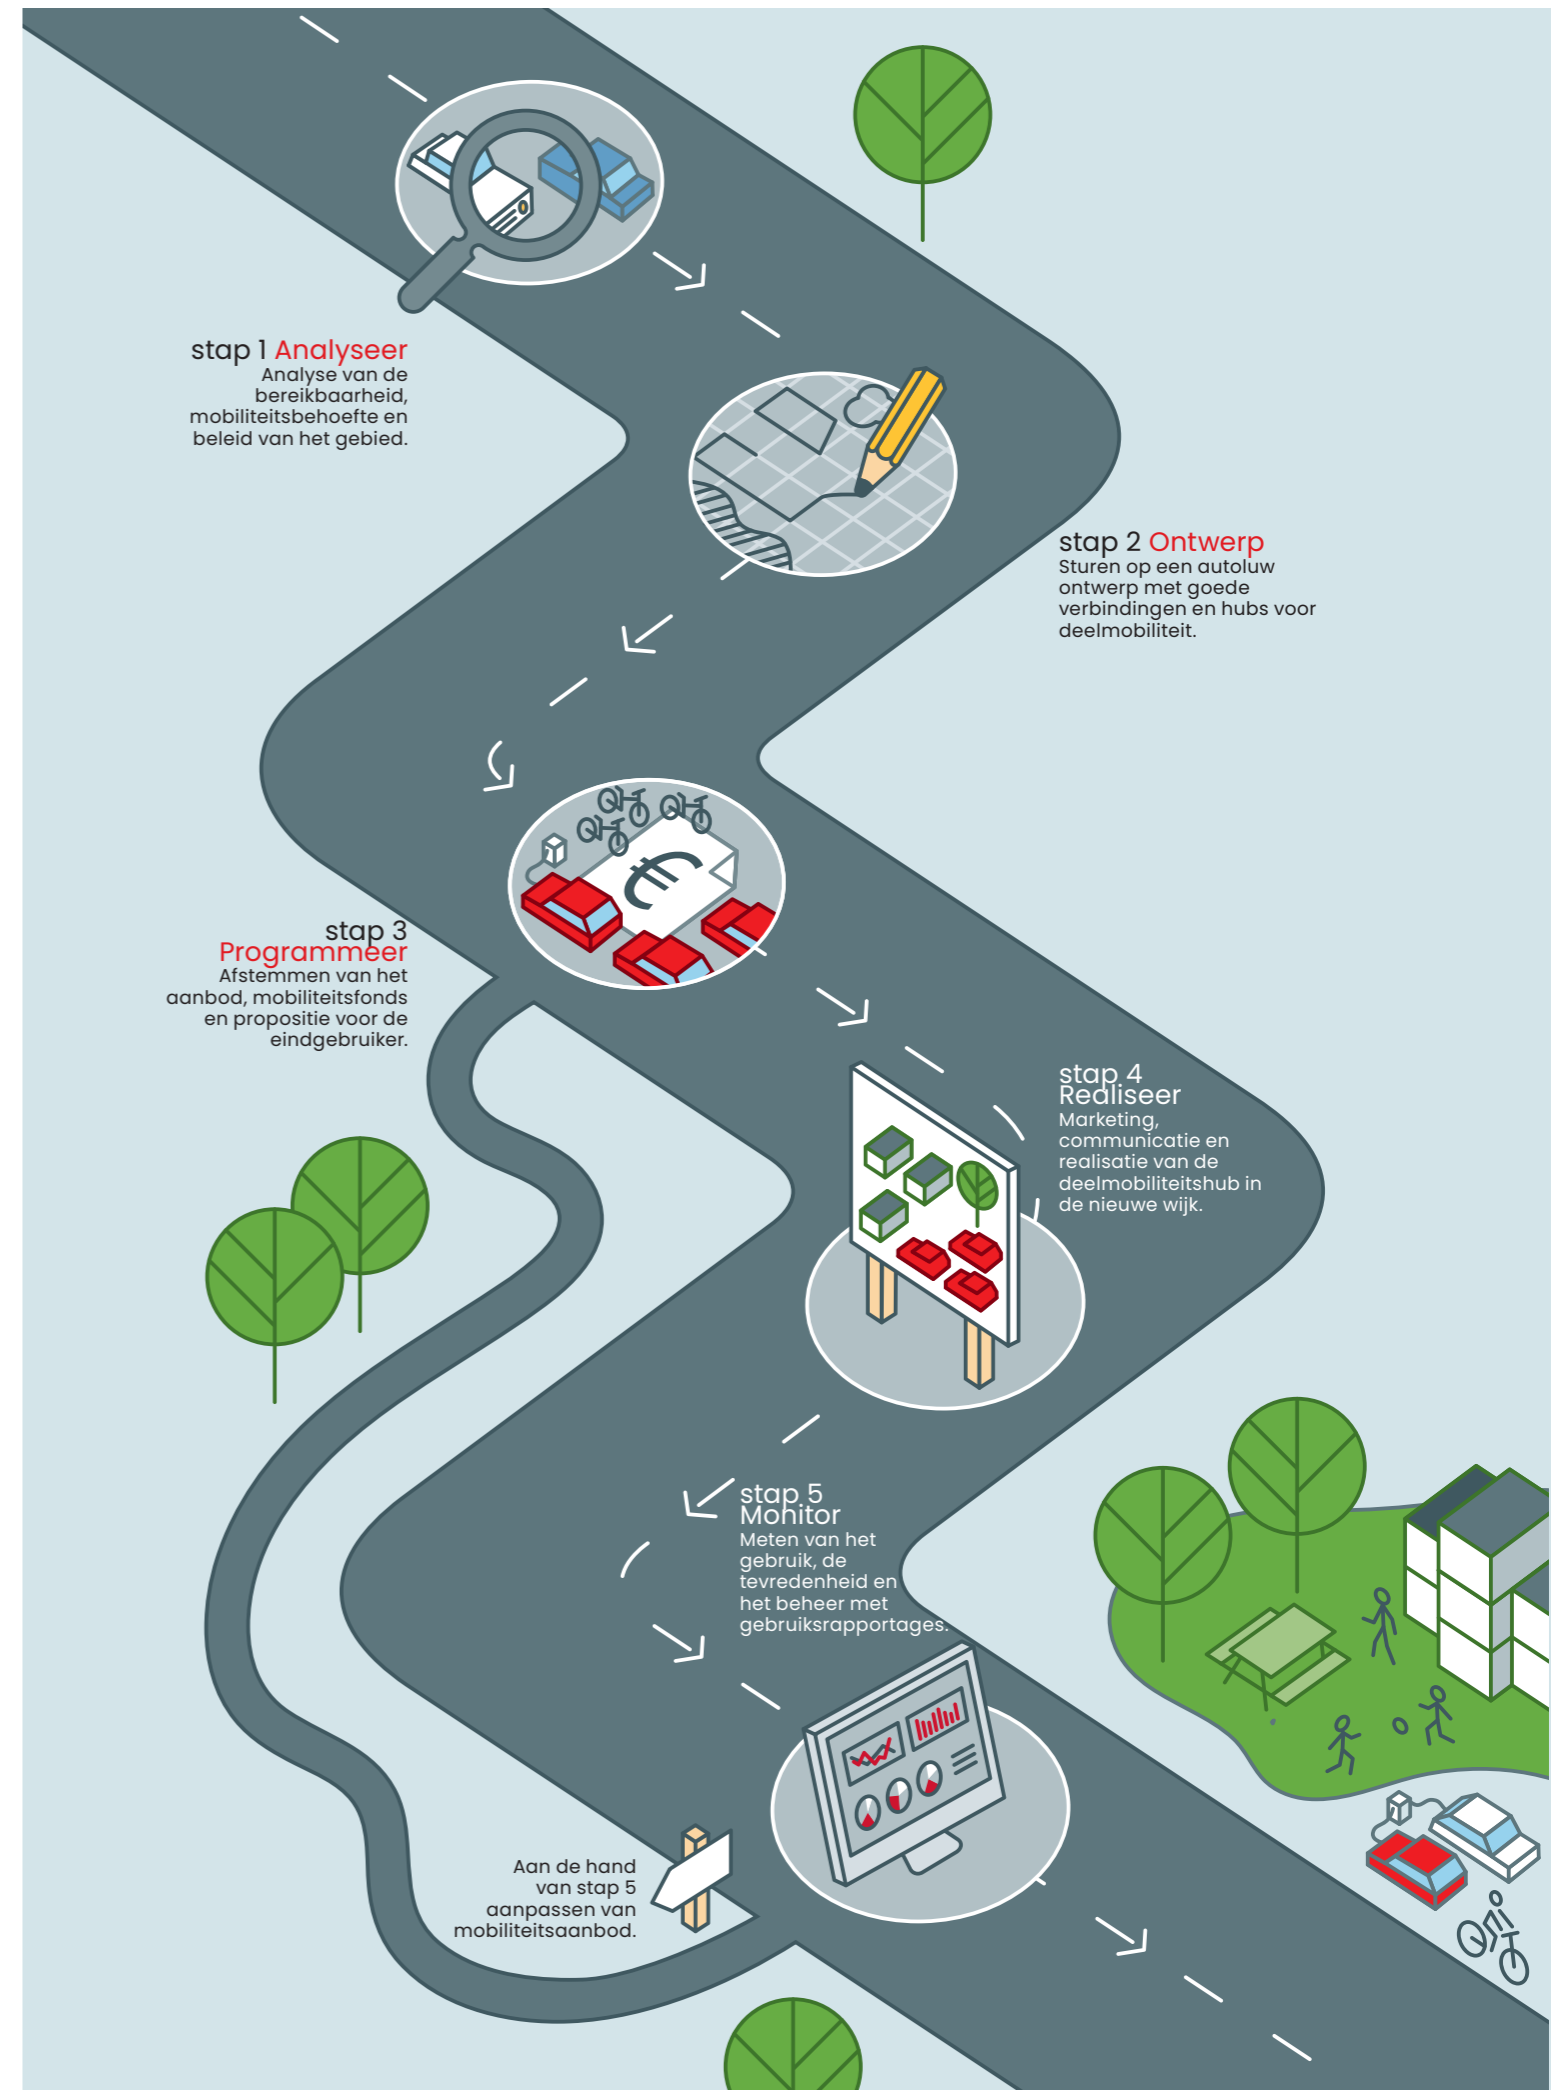 stap 1 Analyseer
Analyse van de
bereikbaarheid,
mobiliteitsbehoefte en
beleid van het gebied.
stap 2 Ontwerp
Sturen op een autoluw
ontwerp met goede
verbindingen en hubs voor
deelmobiliteit.
€
stap 3
Programmeer
Afstemmen van het
aanbod, mobiliteitsfonds
en propositie voor de
eindgebruiker.
stap 4
Realiseer
Marketing,
communicatie en
realisatie van de
deelmobiliteitshub in
de nieuwe wijk.
stap 5
Monitor
Meten van het
gebruik, de
tevredenheid en
het beheer met
gebruiksrapportages.
Aan de hand
van stap 5
aanpassen van
mobiliteitsaanbod.